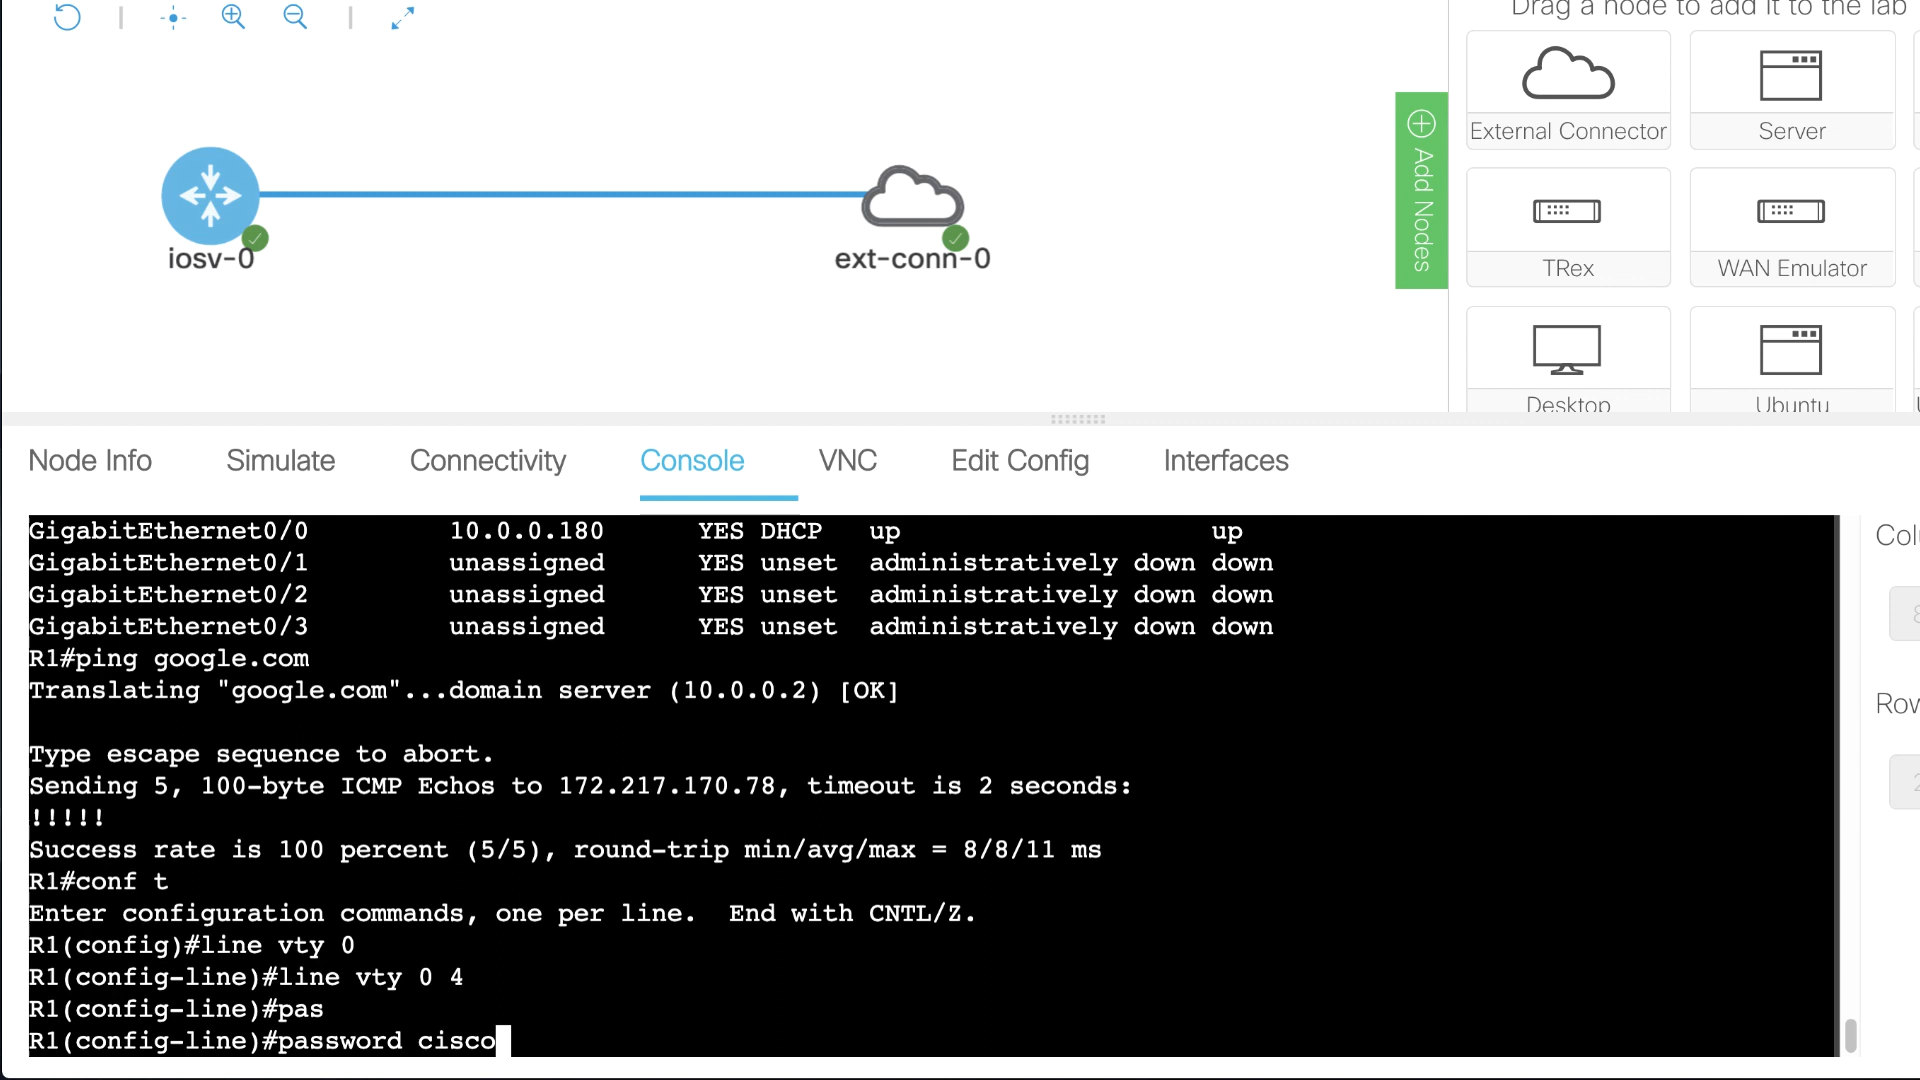 Drag a node to add it to the lab
External Connector
Server
iosv-0
ext-conn-0
Add Nodes
TRex
WAN Emulator
Desktop
Ubuntu
Node Info
Simulate
Connectivity
Console
VNC
Edit Config
Interfaces
GigabitEthernet0/0 10.0.0.180 YES DHCP up up
GigabitEthernet0/1 unassigned YES unset administratively down down
GigabitEthernet0/2 unassigned YES unset administratively down down
GigabitEthernet0/3 unassigned YES unset administratively down down
R1#ping google.com
Translating "google.com"...domain server (10.0.0.2) [OK]
Type escape sequence to abort.
Sending 5, 100-byte ICMP Echos to 172.217.170.78, timeout is 2 seconds:
!!!!!
Success rate is 100 percent (5/5), round-trip min/avg/max = 8/8/11 ms
R1#conf t
Enter configuration commands, one per line.  End with CNTL/Z.
R1(config)#line vty 0
R1(config-line)#line vty 0 4
R1(config-line)#pas
R1(config-line)#password cisco